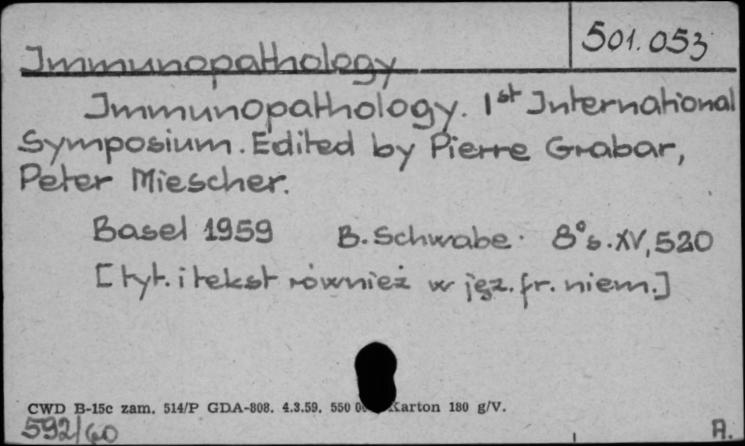 501.053
Immunopathology
Immunopathology. 1st International
Symposium. Edited by Pierre Grabar,
Peter Miescher.
Basel 1959 B. Schwabe. 8° s. XV, 520
[tyt. i tekst również w jęz. fr. niem.]
CWD B-15c zam. 514/P GDA-808. 4.3.59. 550 Karton 180 g/V.
592/60 A.